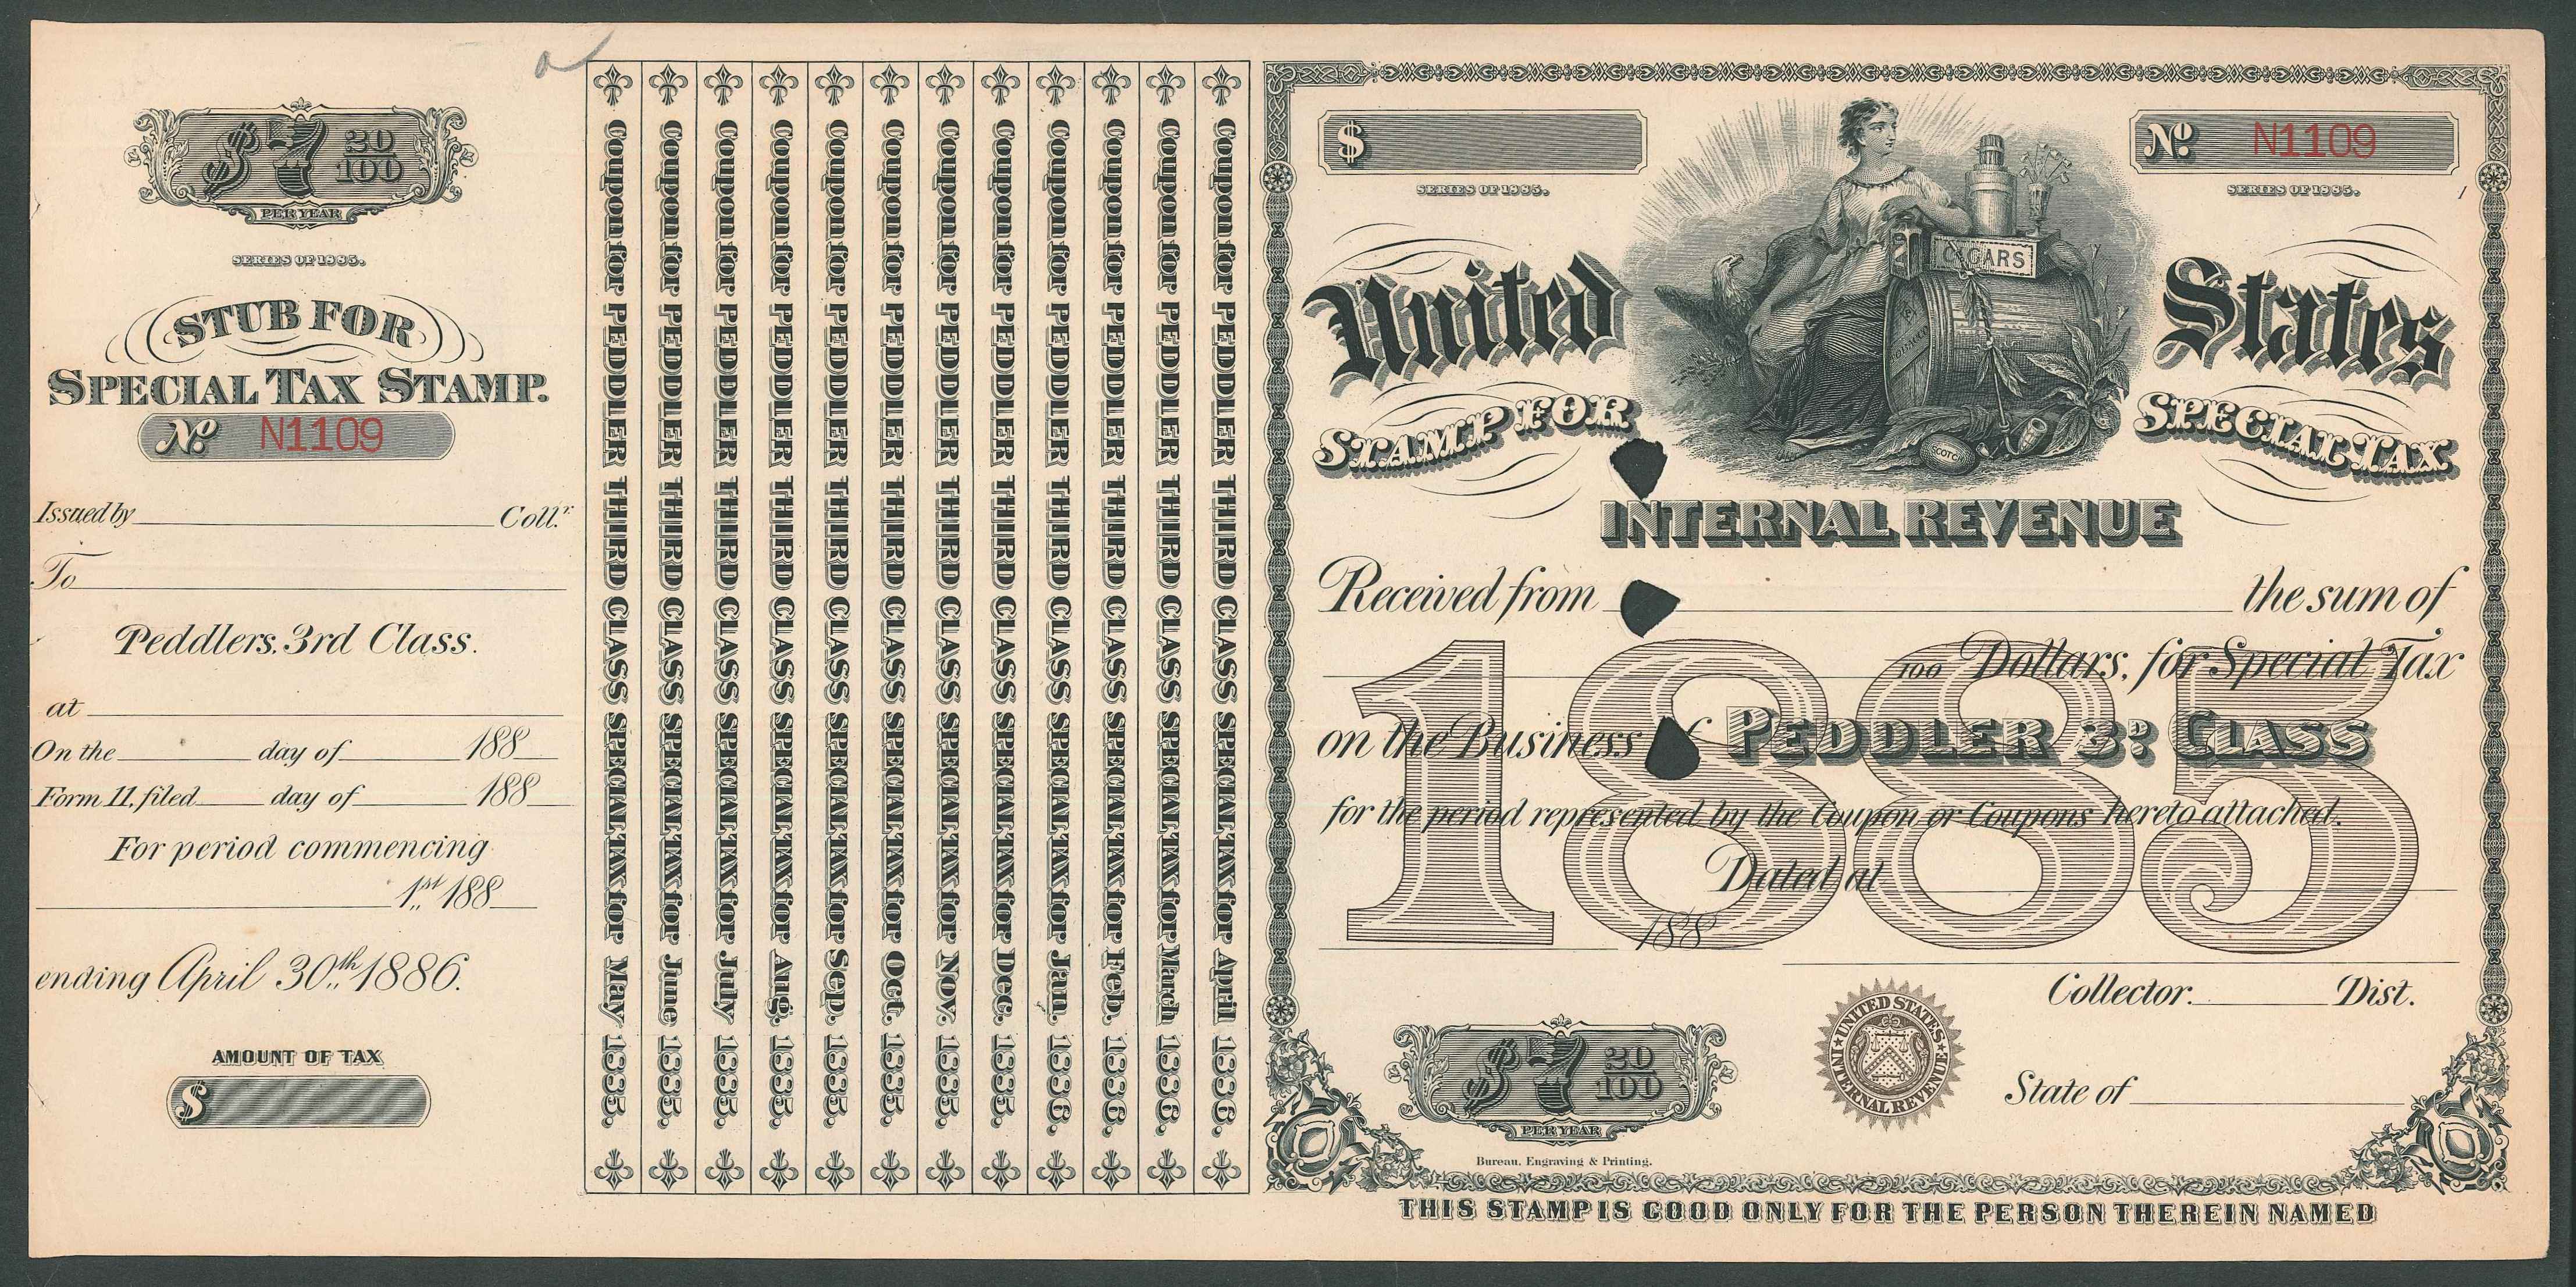 $7 20/100
PER YEAR
SERIES OF 1885.
STUB FOR
SPECIAL TAX STAMP.
No. N1109
Issued by Coll.r
To
Peddlers. 3rd Class.
at
On the day of 188
Form 11, filed day of 188
For period commencing
1st 188
ending April 30th 1886.
AMOUNT OF TAX
$
Coupon for PEDDLER THIRD CLASS SPECIAL TAX for May 1885.
Coupon for PEDDLER THIRD CLASS SPECIAL TAX for June 1885.
Coupon for PEDDLER THIRD CLASS SPECIAL TAX for July 1885.
Coupon for PEDDLER THIRD CLASS SPECIAL TAX for Aug. 1885.
Coupon for PEDDLER THIRD CLASS SPECIAL TAX for Sep. 1885.
Coupon for PEDDLER THIRD CLASS SPECIAL TAX for Oct. 1885.
Coupon for PEDDLER THIRD CLASS SPECIAL TAX for Nov. 1885.
Coupon for PEDDLER THIRD CLASS SPECIAL TAX for Dec. 1885.
Coupon for PEDDLER THIRD CLASS SPECIAL TAX for Jan. 1886.
Coupon for PEDDLER THIRD CLASS SPECIAL TAX for Feb. 1886.
Coupon for PEDDLER THIRD CLASS SPECIAL TAX for March 1886.
Coupon for PEDDLER THIRD CLASS SPECIAL TAX for April 1886.
$
SERIES OF 1885.
No. N1109
SERIES OF 1885.
CIGARS
SCOTCH
United States
STAMP FOR SPECIAL TAX
INTERNAL REVENUE
Received from the sum of
100 Dollars, for Special Tax
1885
on the Business of PEDDLER 3D. CLASS
for the period represented by the Coupon or Coupons hereto attached.
Dated at
188
Collector. Dist.
State of
UNITED STATES INTERNAL REVENUE
$7 20/100
PER YEAR
Bureau, Engraving & Printing.
THIS STAMP IS GOOD ONLY FOR THE PERSON THEREIN NAMED